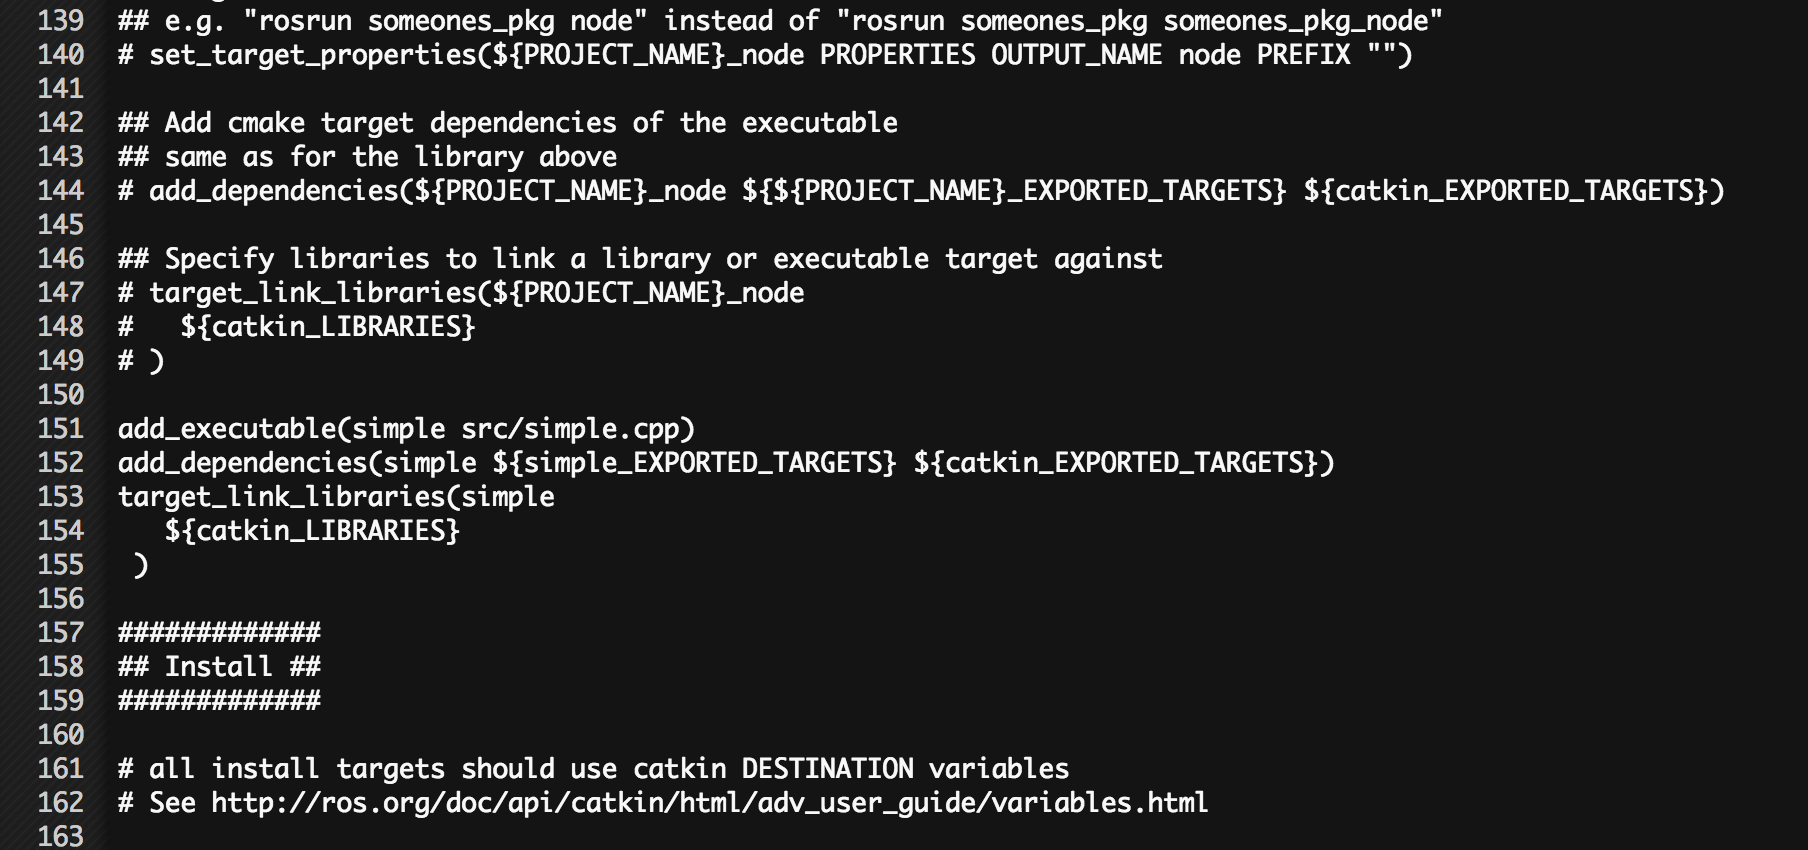 139 ## e.g. "rosrun someones_pkg node" instead of "rosrun someones_pkg someones_pkg_node"
140 # set_target_properties(${PROJECT_NAME}_node PROPERTIES OUTPUT_NAME node PREFIX "")
141
142 ## Add cmake target dependencies of the executable
143 ## same as for the library above
144 # add_dependencies(${PROJECT_NAME}_node ${${PROJECT_NAME}_EXPORTED_TARGETS} ${catkin_EXPORTED_TARGETS})
145
146 ## Specify libraries to link a library or executable target against
147 # target_link_libraries(${PROJECT_NAME}_node
148 #   ${catkin_LIBRARIES}
149 # )
150
151 add_executable(simple src/simple.cpp)
152 add_dependencies(simple ${simple_EXPORTED_TARGETS} ${catkin_EXPORTED_TARGETS})
153 target_link_libraries(simple
154    ${catkin_LIBRARIES}
155  )
156
157 #############
158 ## Install ##
159 #############
160
161 # all install targets should use catkin DESTINATION variables
162 # See http://ros.org/doc/api/catkin/html/adv_user_guide/variables.html
163